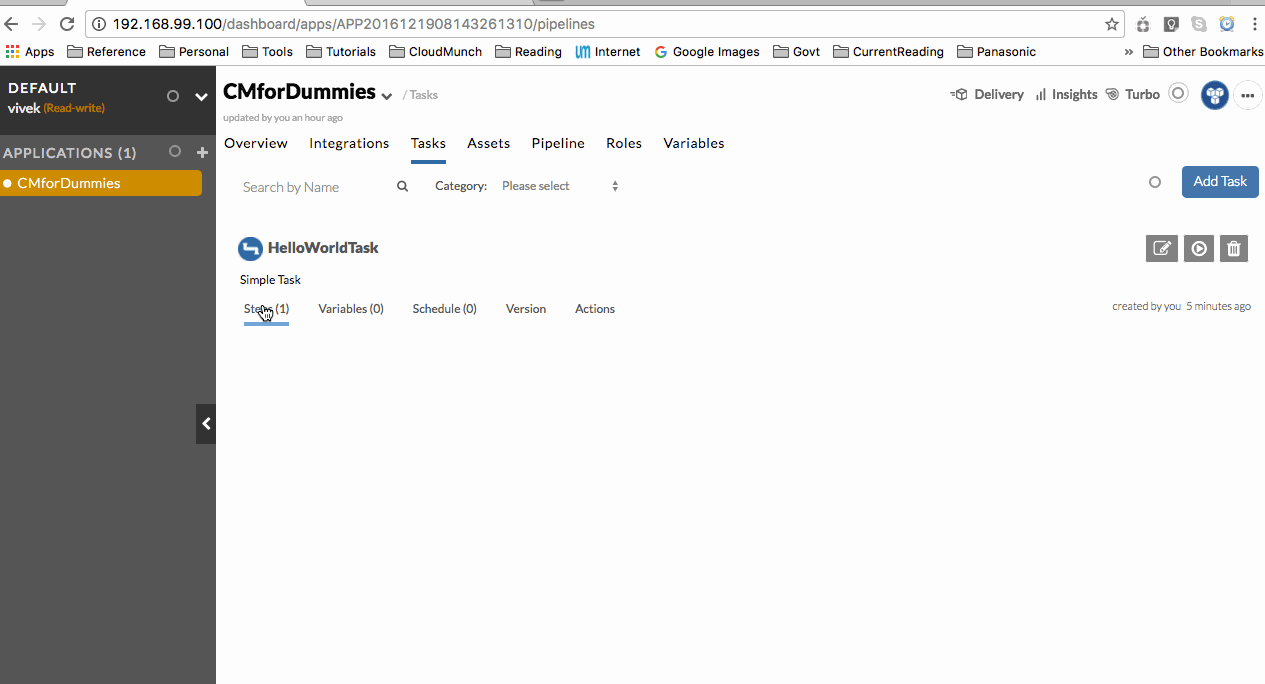 192.168.99.100/dashboard/apps/APP2016121908143261310/pipelines
Apps Reference Personal Tools Tutorials CloudMunch Reading Internet Google Images Govt CurrentReading Panasonic » Other Bookmarks
DEFAULT
vivek (Read-write)
APPLICATIONS (1)
CMforDummies
CMforDummies / Tasks
updated by you an hour ago
Delivery Insights Turbo
Overview Integrations Tasks Assets Pipeline Roles Variables
Search by Name Category: Please select Add Task
HelloWorldTask
Simple Task
Steps (1) Variables (0) Schedule (0) Version Actions
created by you 5 minutes ago